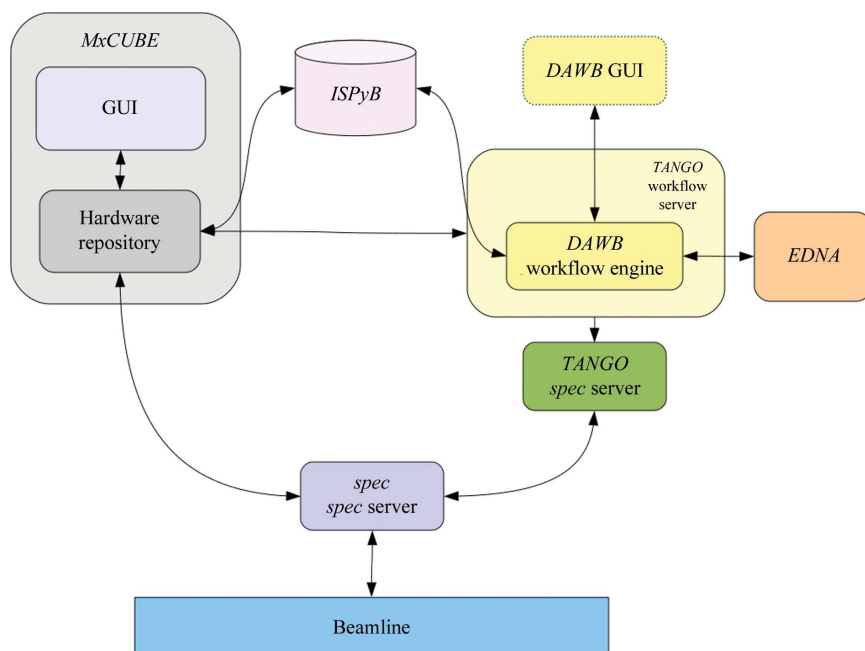 MxCUBE
GUI
Hardware
repository
ISPyB
DAWB GUI
TANGO
workflow
server
DAWB
workflow engine
EDNA
TANGO
spec server
spec
spec server
Beamline